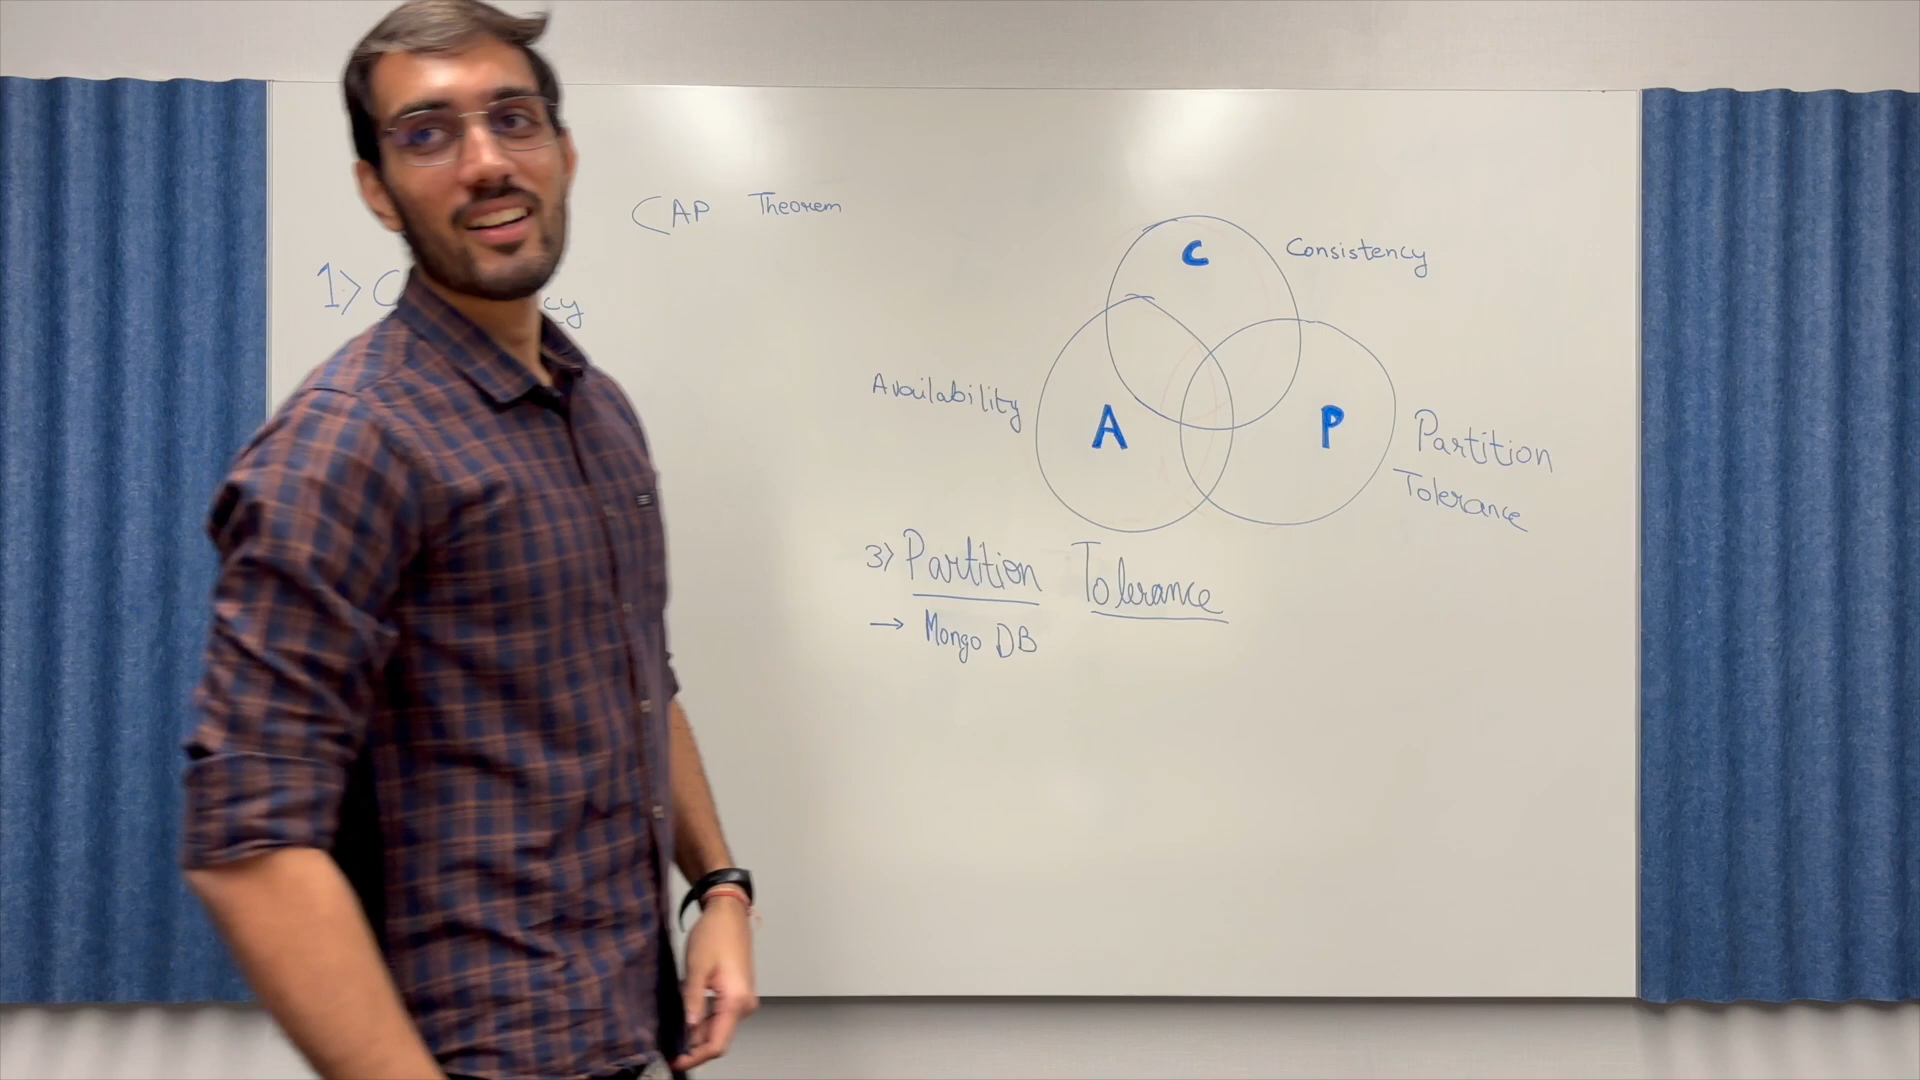 CAP Theorem
1>
C
Consistency
Availability
A
P
Partition
Tolerance
3> Partition Tolerance
→ Mongo DB